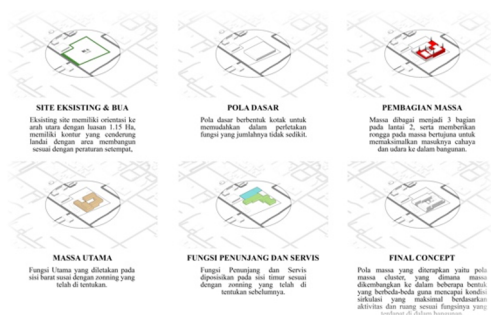 SITE EKSISTING & BUA
Eksisting site memiliki orientasi ke
arah utara dengan luasan 1.15 Ha,
memiliki kontur yang cenderung
landai dengan area membangun
sesuai dengan peraturan setempat,
POLA DASAR
Pola dasar berbentuk kotak untuk
memudahkan dalam perletakan
fungsi yang jumlahnya tidak sedikit.
PEMBAGIAN MASSA
Massa dibagai menjadi 3 bagian
pada lantai 2, serta memberikan
rongga pada massa bertujuna untuk
memaksimalkan masuknya cahaya
dan udara ke dalam bangunan.
MASSA UTAMA
Fungsi Utama yang diletakan pada
sisi barat susai dengan zonning yang
telah di tentukan.
FUNGSI PENUNJANG DAN SERVIS
Fungsi Penunjang dan Servis
diposisikan pada sisi timur sesuai
dengan zonning yang telah di
tentukan sebelumnya.
FINAL CONCEPT
Pola massa yang diterapkan yaitu pola
massa cluster, yang dimana massa
dikembangkan ke dalam beberapa bentuk
yang berbeda-beda guna mencapai kondisi
sirkulasi yang maksimal berdasarkan
aktivitas dan ruang sesuai fungsinya yang